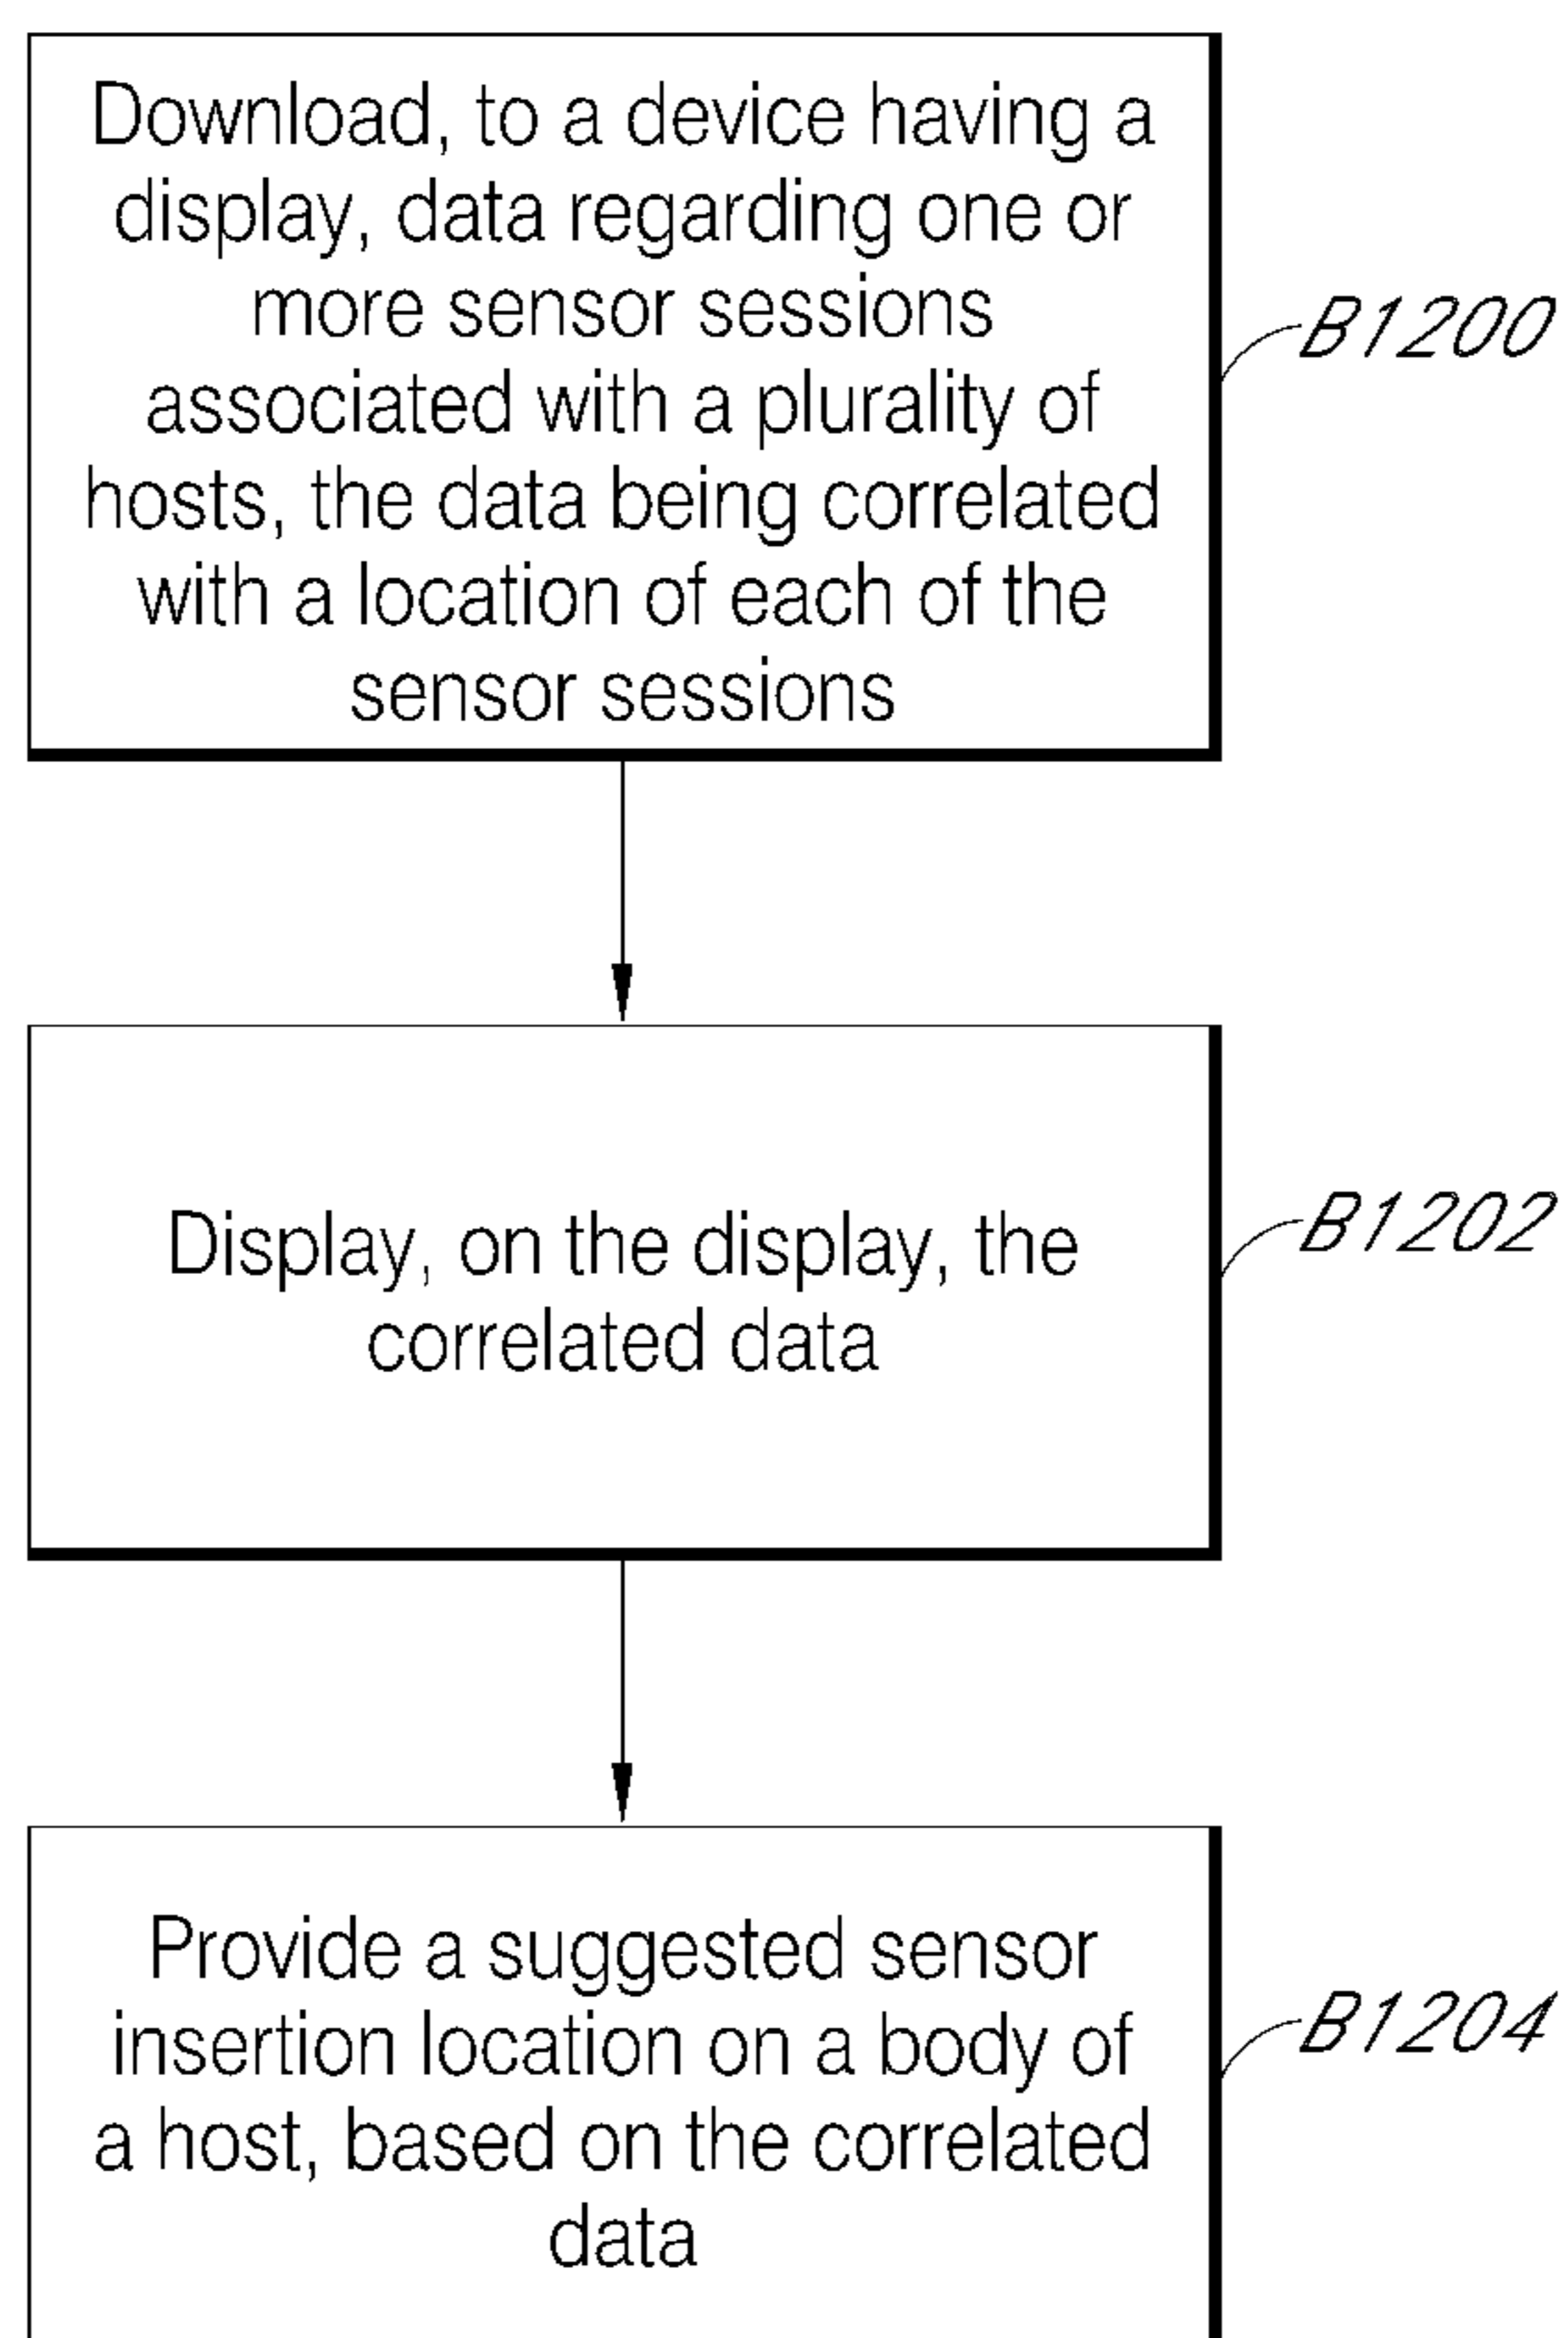 Download, to a device having a
display, data regarding one or
more sensor sessions
associated with a plurality of
hosts, the data being correlated
with a location of each of the
sensor sessions
B1200
Display, on the display, the
correlated data
B1202
Provide a suggested sensor
insertion location on a body of
a host, based on the correlated
data
B1204